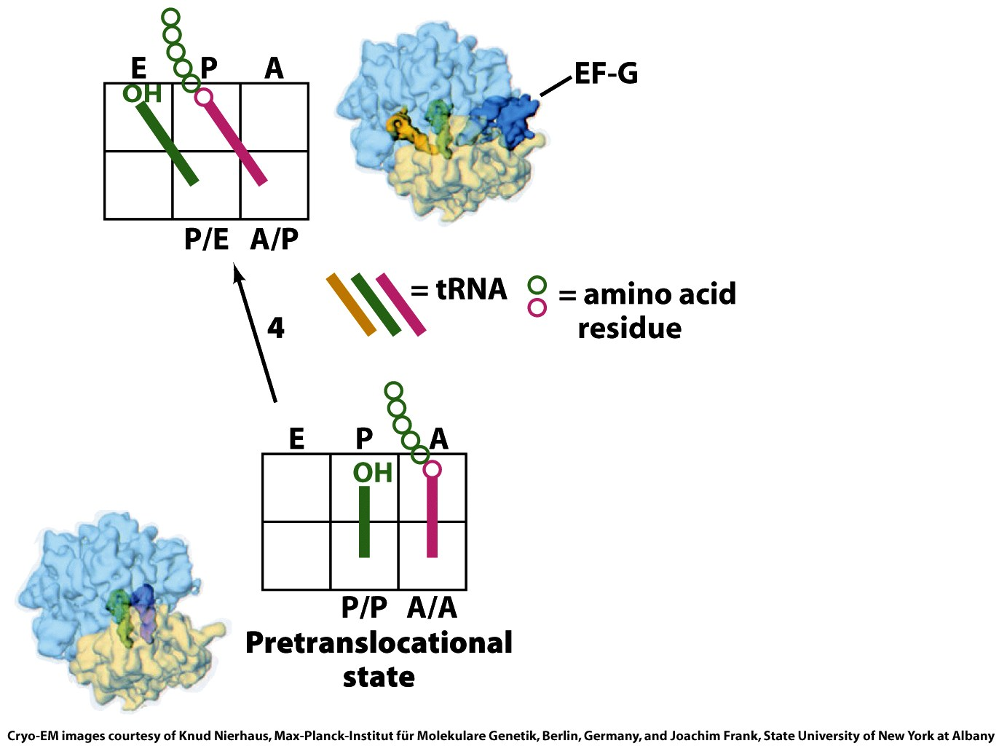 E P A
OH
P/E A/P
EF-G
= tRNA
= amino acid
residue
4
E P A
OH
P/P A/A
Pretranslocational
state
Cryo-EM images courtesy of Knud Nierhaus, Max-Planck-Institut für Molekulare Genetik, Berlin, Germany, and Joachim Frank, State University of New York at Albany